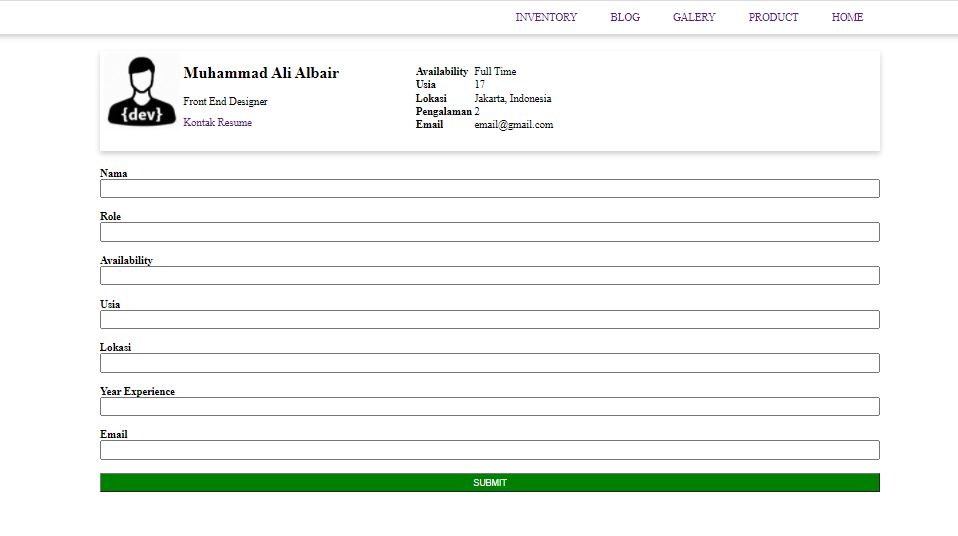 INVENTORY BLOG GALERY PRODUCT HOME
{dev}
Muhammad Ali Albair
Front End Designer
Kontak Resume
Availability Full Time
Usia 17
Lokasi Jakarta, Indonesia
Pengalaman 2
Email email@gmail.com
Nama
Role
Availability
Usia
Lokasi
Year Experience
Email
SUBMIT